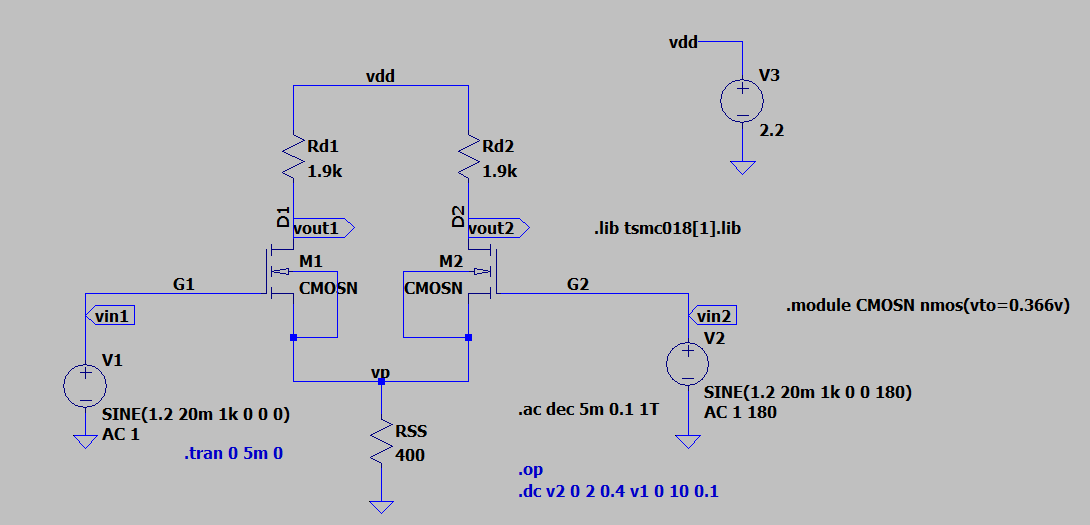 vdd
vdd
V3
2.2
Rd1
1.9k
Rd2
1.9k
D1
D2
vout1
vout2
.lib tsmc018[1].lib
M1
M2
CMOSN
CMOSN
G1
G2
.module CMOSN nmos(vto=0.366v)
vin1
vin2
V1
V2
vp
SINE(1.2 20m 1k 0 0 0)
AC 1
SINE(1.2 20m 1k 0 0 180)
AC 1 180
.ac dec 5m 0.1 1T
RSS
400
.tran 0 5m 0
.op
.dc v2 0 2 0.4 v1 0 10 0.1